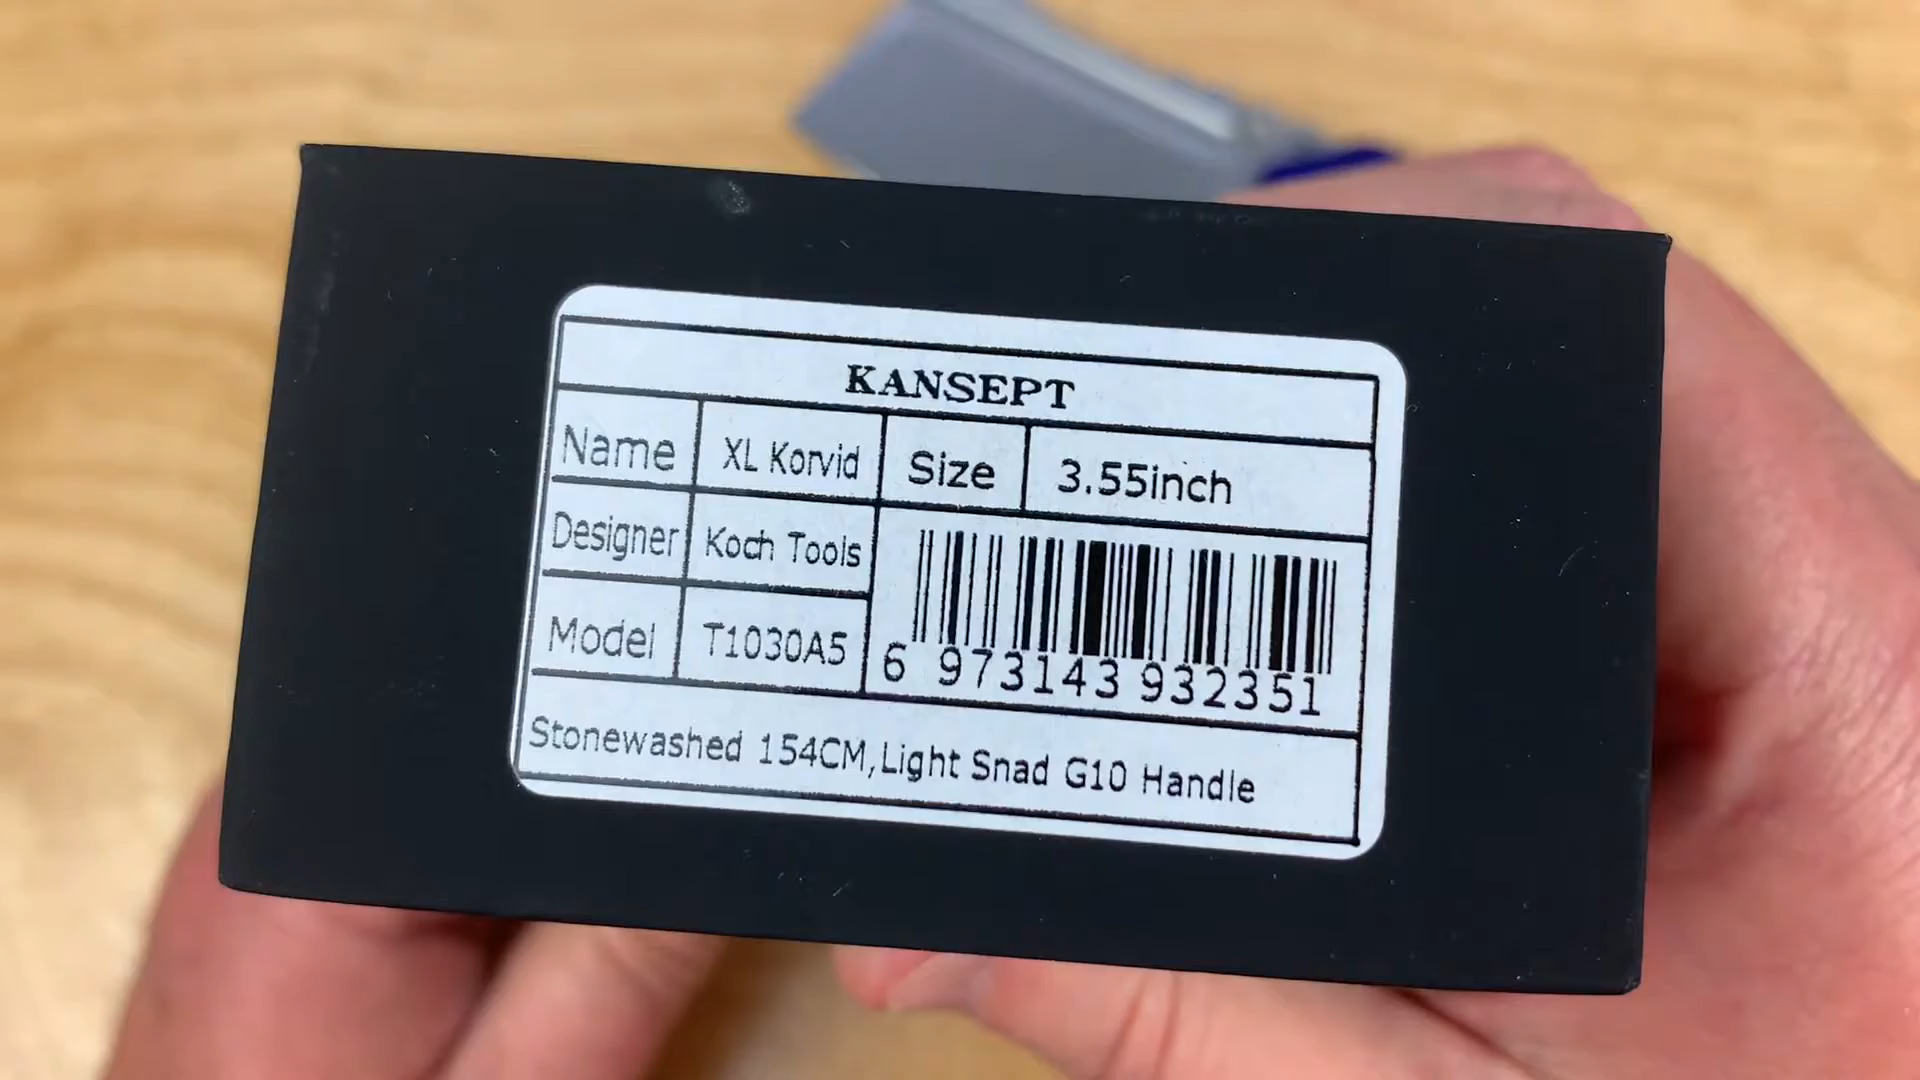 KANSEPT
Name XL Korvid Size 3.55inch
Designer Koch Tools
Model T1030A5
6 973143 932351
Stonewashed 154CM,Light Snad G10 Handle